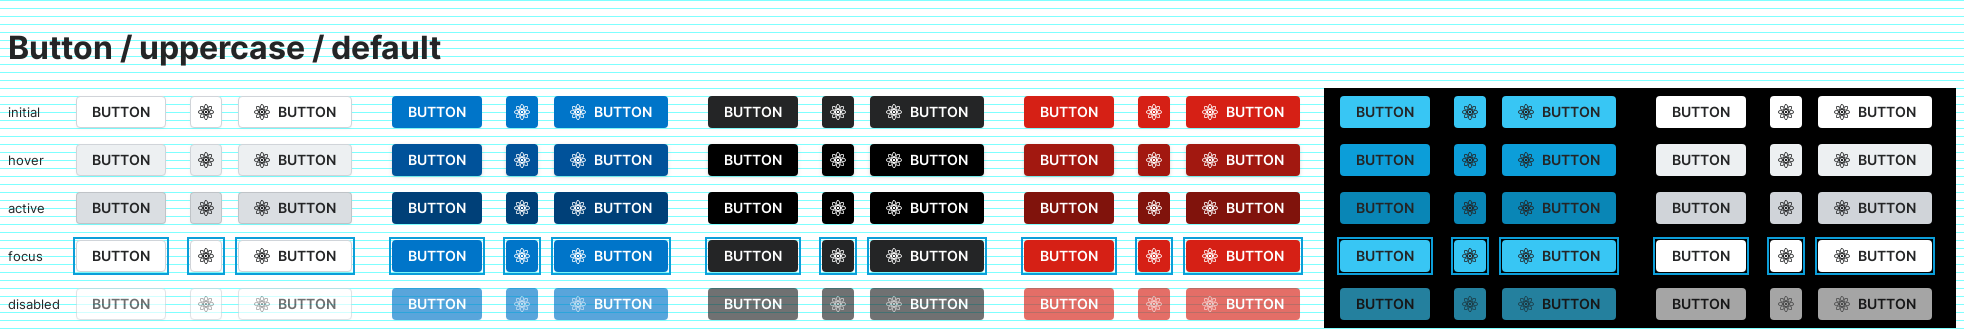 Button / uppercase / default
initial BUTTON BUTTON BUTTON BUTTON BUTTON BUTTON BUTTON BUTTON BUTTON BUTTON BUTTON BUTTON
hover BUTTON BUTTON BUTTON BUTTON BUTTON BUTTON BUTTON BUTTON BUTTON BUTTON BUTTON BUTTON
active BUTTON BUTTON BUTTON BUTTON BUTTON BUTTON BUTTON BUTTON BUTTON BUTTON BUTTON BUTTON
focus BUTTON BUTTON BUTTON BUTTON BUTTON BUTTON BUTTON BUTTON BUTTON BUTTON BUTTON BUTTON
disabled BUTTON BUTTON BUTTON BUTTON BUTTON BUTTON BUTTON BUTTON BUTTON BUTTON BUTTON BUTTON